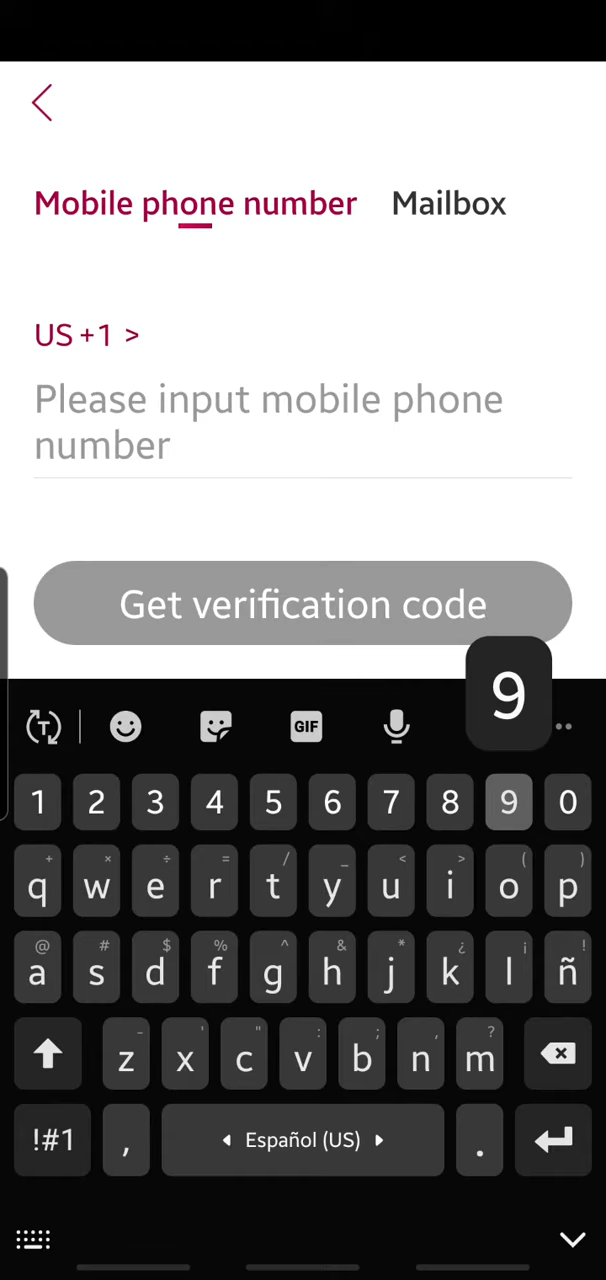 Mobile phone number Mailbox
US +1 >
Please input mobile phone
number
Get verification code
9
T GIF
1 2 3 4 5 6 7 8 9 0
+ × ÷ = / _ < > ( )
q w e r t y u i o p
@ # $ % ^ & * ¿ ¡ !
a s d f g h j k l ñ
- ' " : ; , ?
z x c v b n m
!#1 , Español (US) .